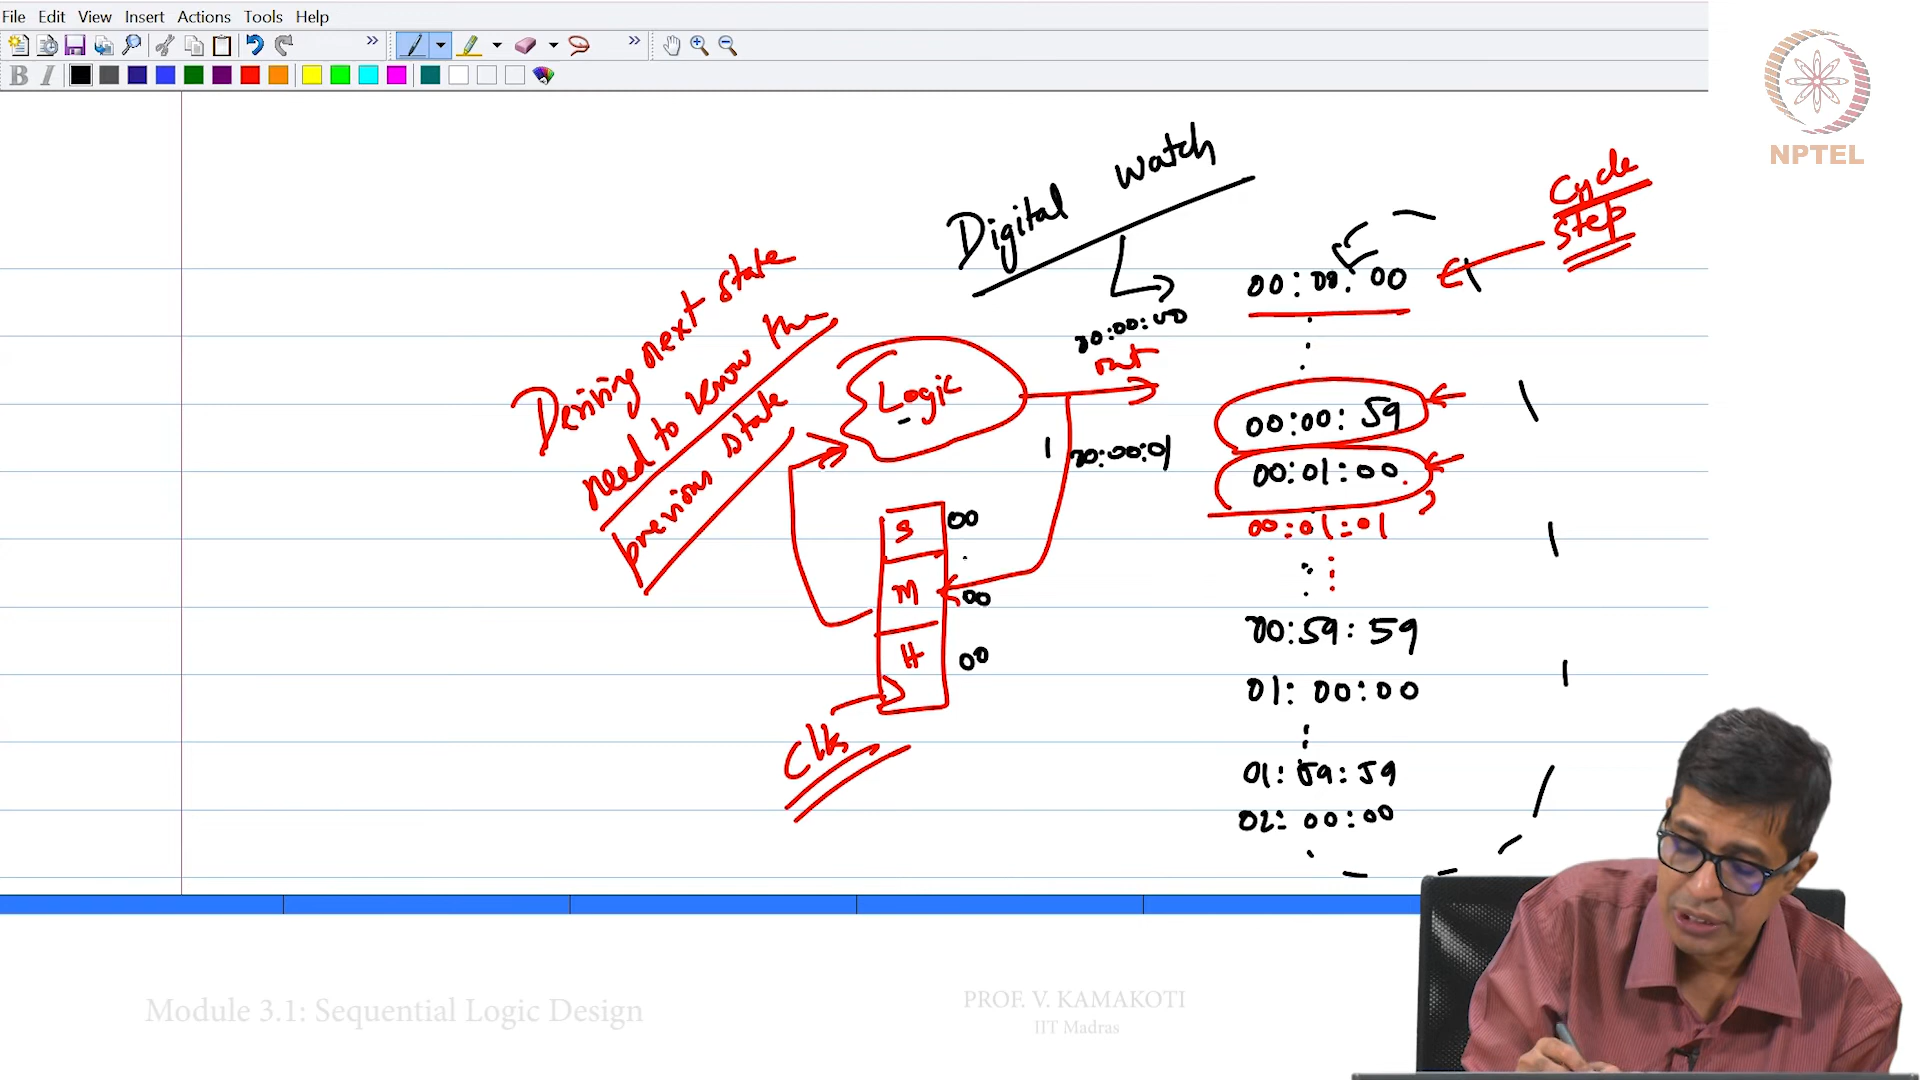 File Edit View Insert Actions Tools Help
B I
NPTEL
Digital Watch
Cycle
Step
00:00:00
Deriving next state
need to know the
previous state
Logic
00:00:00
out
1 00:00:01
00:00:59
00:01:00
00:01:01
00:59:59
01:00:00
01:59:59
02:00:00
S 00
M 00
H 00
Clk
Module 3.1: Sequential Logic Design
PROF. V. KAMAKOTI
IIT Madras